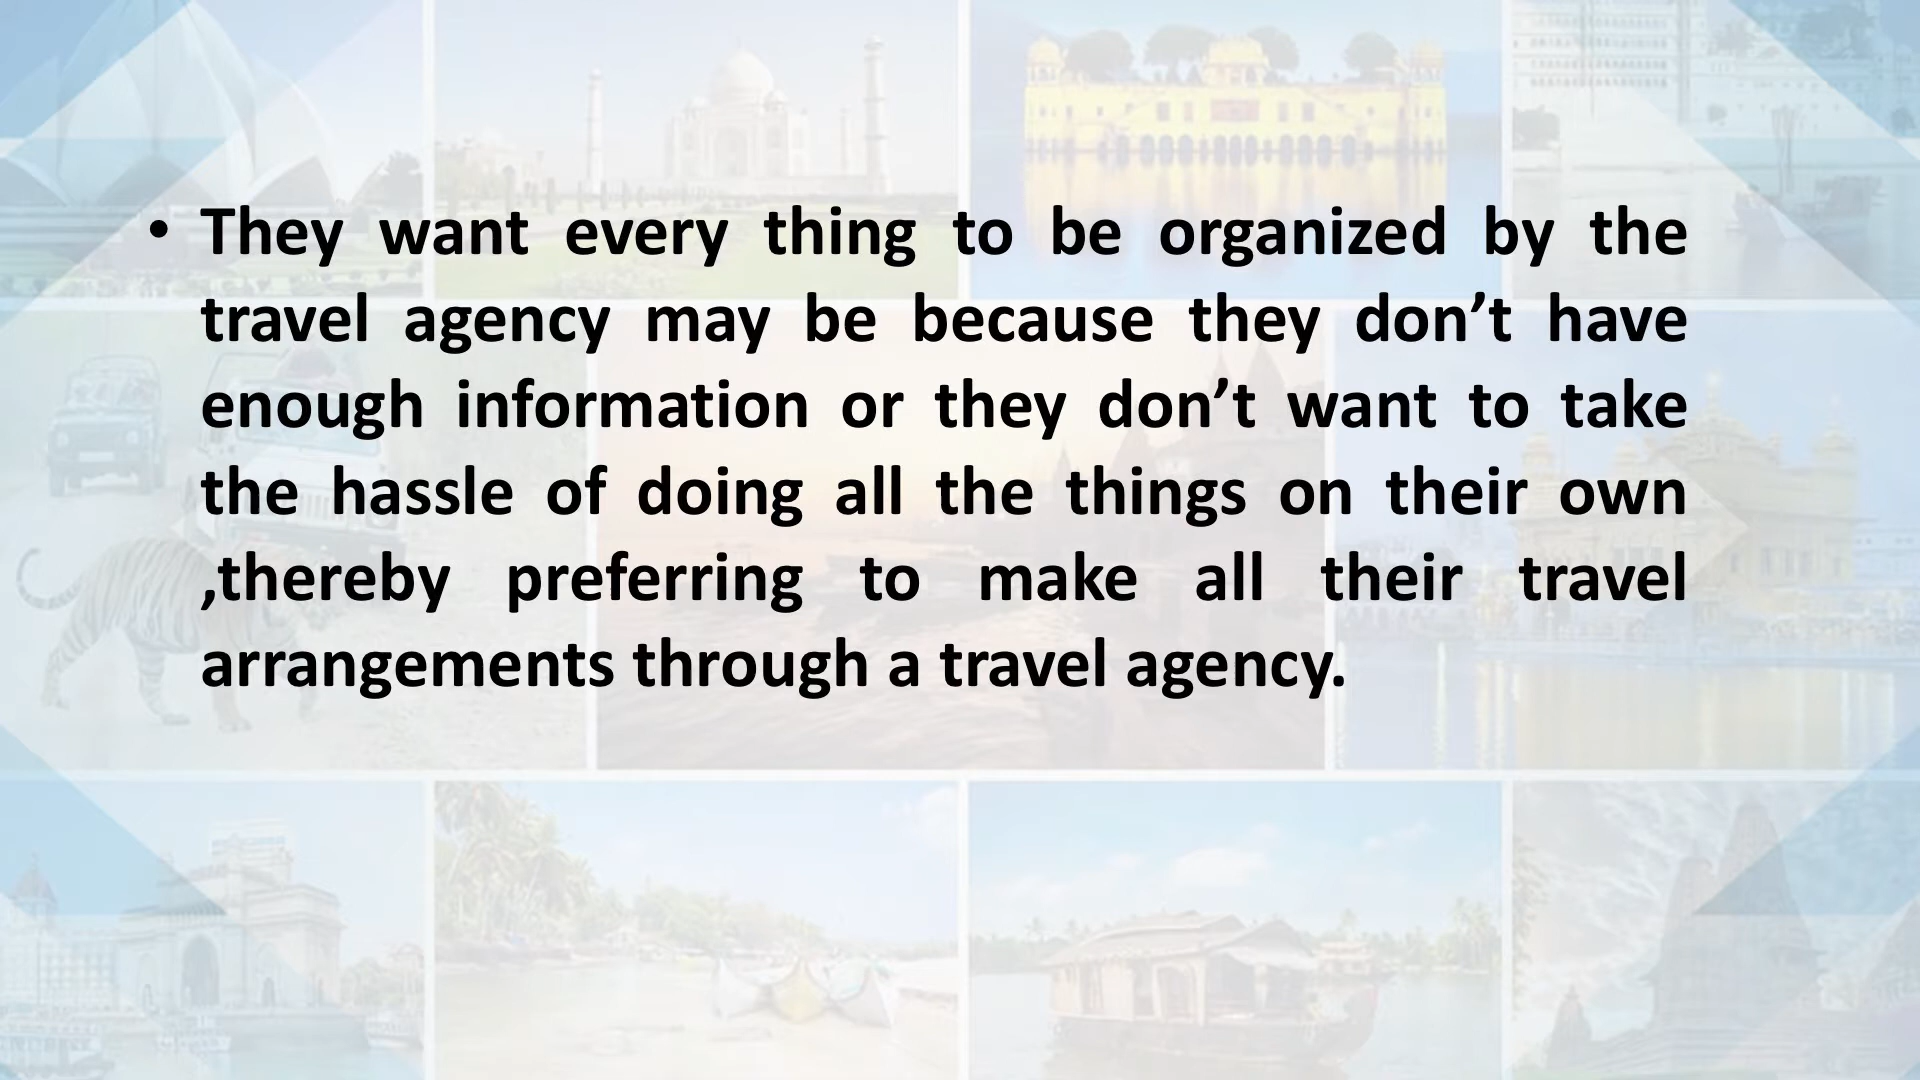 • They want every thing to be organized by the
travel agency may be because they don’t have
enough information or they don’t want to take
the hassle of doing all the things on their own
,thereby preferring to make all their travel
arrangements through a travel agency.